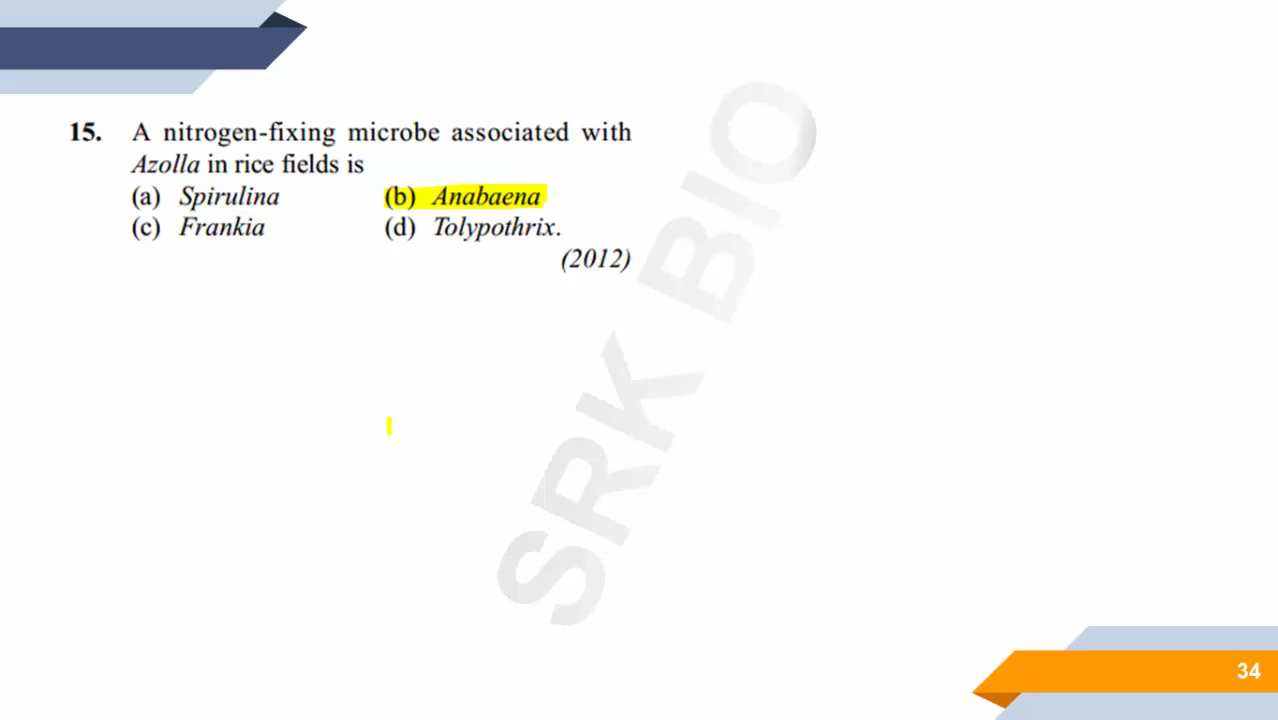 15. A nitrogen-fixing microbe associated with
Azolla in rice fields is
(a) Spirulina (b) Anabaena
(c) Frankia (d) Tolypothrix.
(2012)
SRK BIO
34